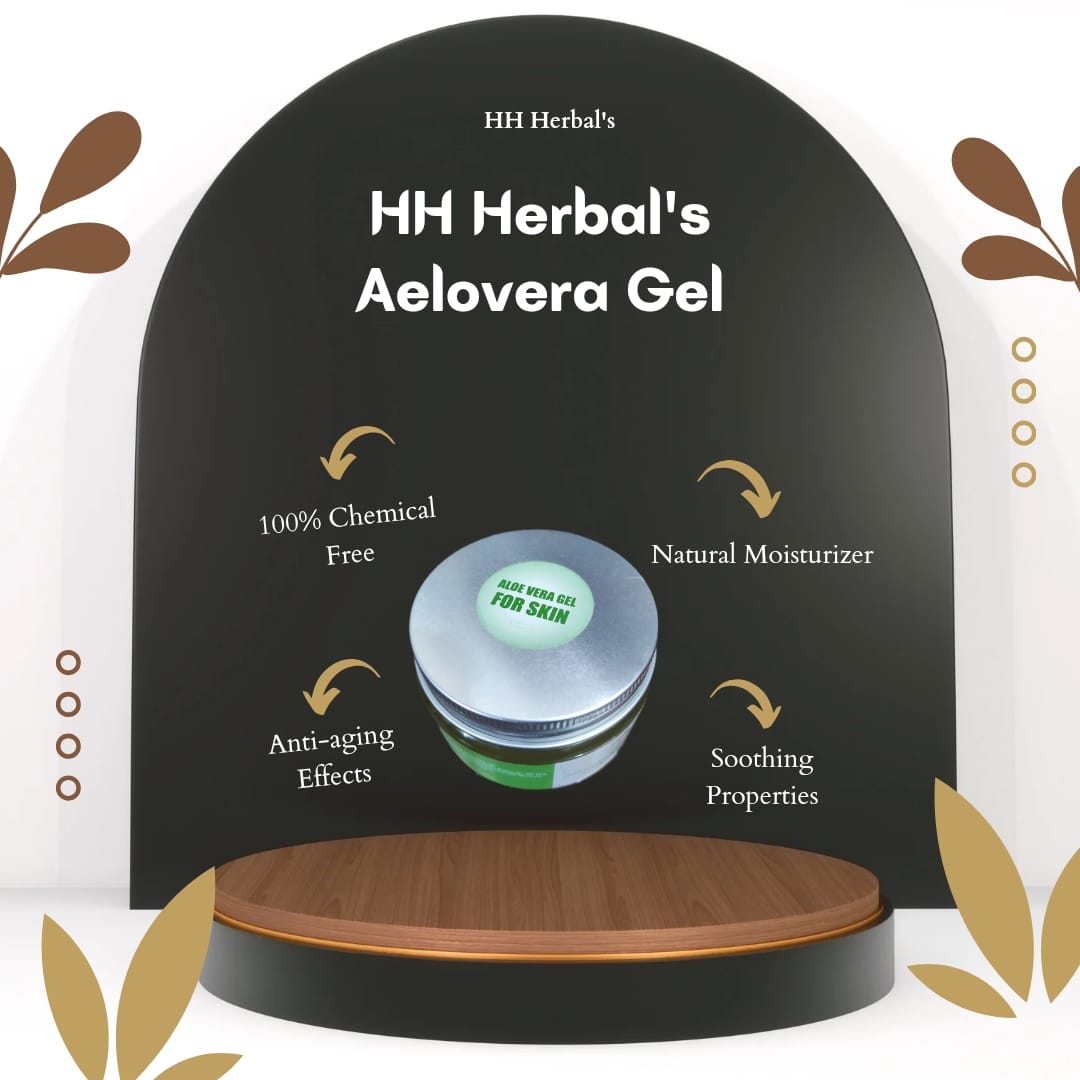 HH Herbal's
HH Herbal's
Aelovera Gel
100% Chemical
Free
Natural Moisturizer
ALOE VERA GEL
FOR SKIN
Anti-aging
Effects
Soothing
Properties